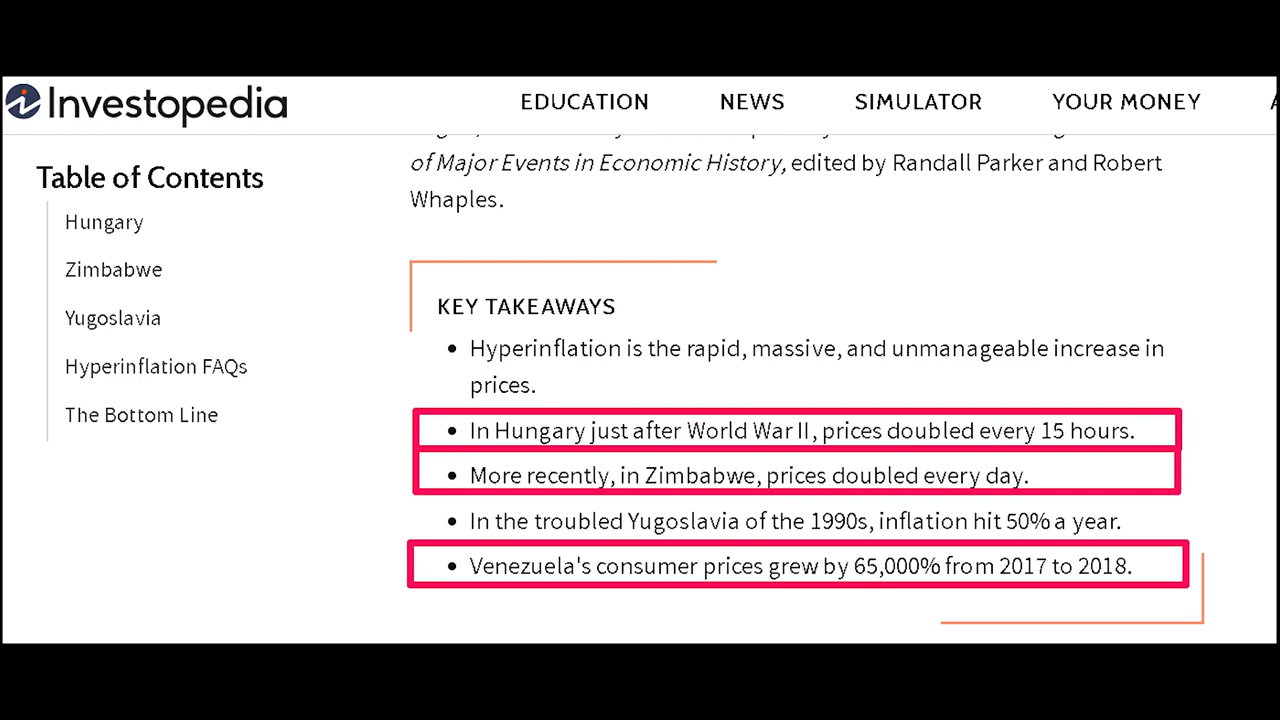 Investopedia
EDUCATION NEWS SIMULATOR YOUR MONEY
Table of Contents
Hungary
Zimbabwe
Yugoslavia
Hyperinflation FAQs
The Bottom Line
of Major Events in Economic History, edited by Randall Parker and Robert
Whaples.
KEY TAKEAWAYS
• Hyperinflation is the rapid, massive, and unmanageable increase in
prices.
• In Hungary just after World War II, prices doubled every 15 hours.
• More recently, in Zimbabwe, prices doubled every day.
• In the troubled Yugoslavia of the 1990s, inflation hit 50% a year.
• Venezuela's consumer prices grew by 65,000% from 2017 to 2018.